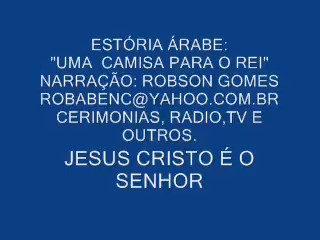 ESTÓRIA ÁRABE:
"UMA  CAMISA PARA O REI"
NARRAÇÃO: ROBSON GOMES
ROBABENC@YAHOO.COM.BR
CERIMONIAS, RADIO,TV E
OUTROS.
JESUS CRISTO É O
SENHOR